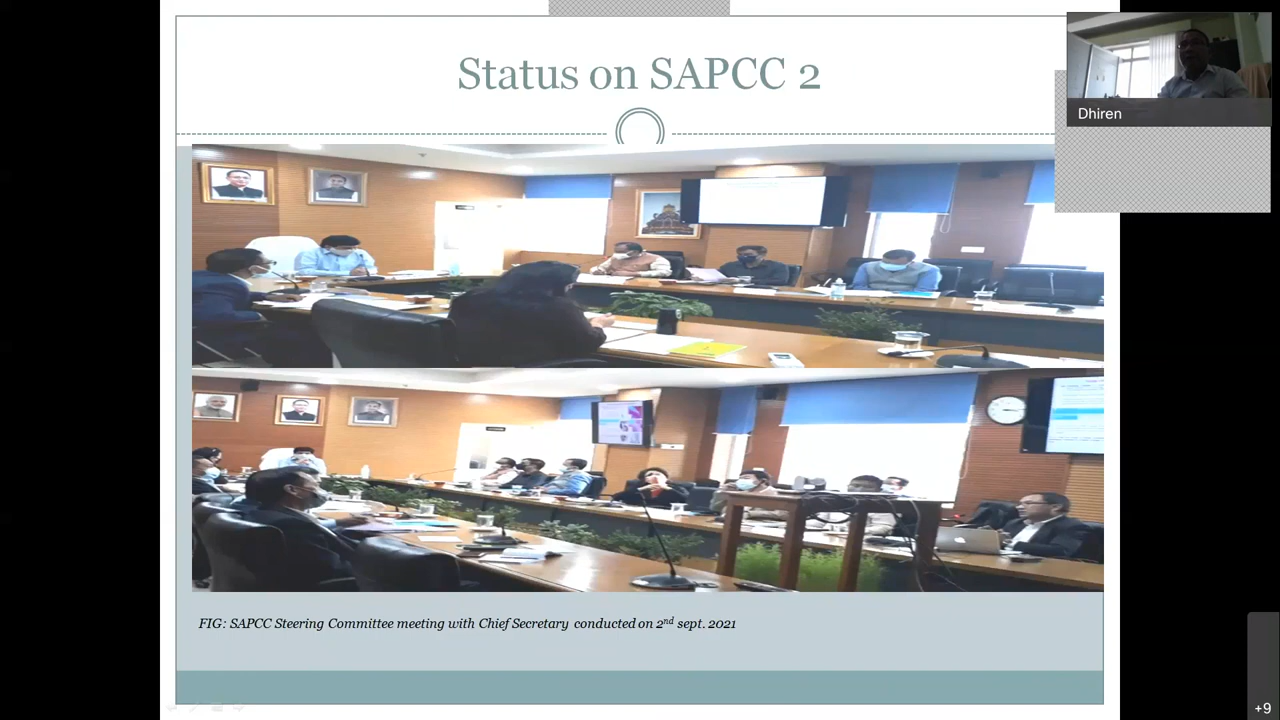 Status on SAPCC 2
Dhiren
FIG: SAPCC Steering Committee meeting with Chief Secretary conducted on 2nd sept. 2021
+9